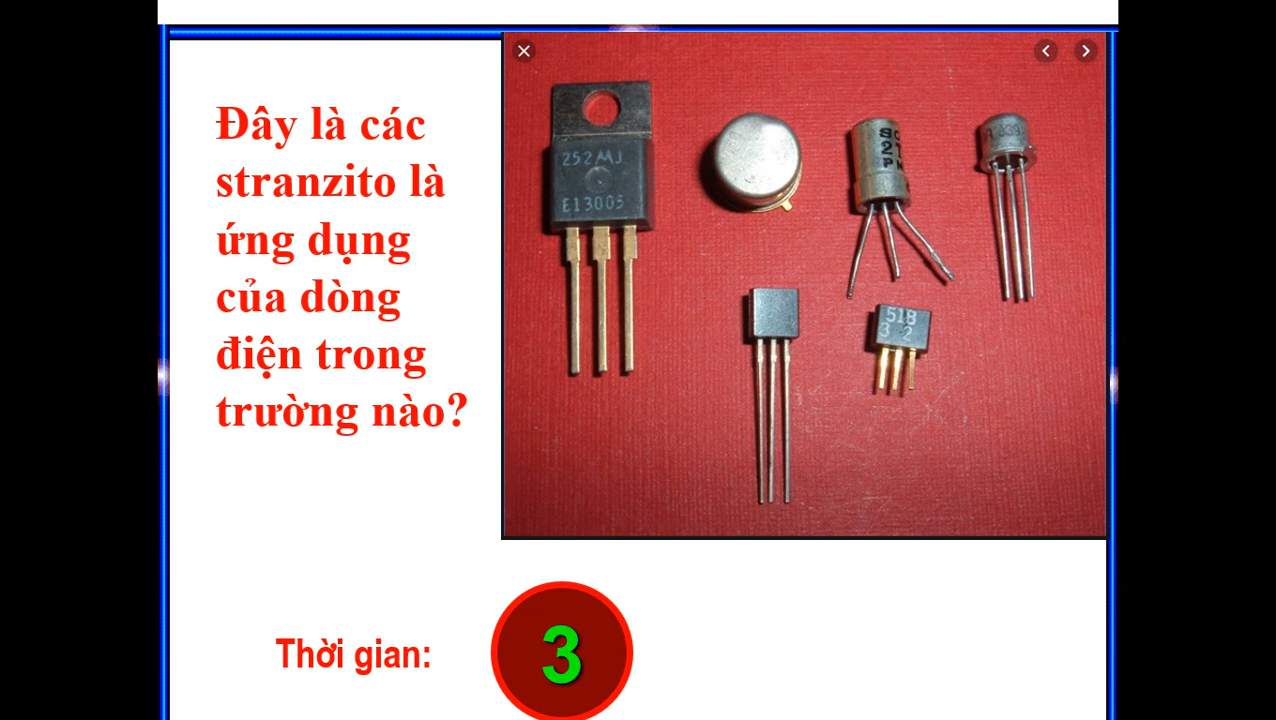 Đây là các
stranzito là
ứng dụng
của dòng
điện trong
trường nào?
252MJ
E13005
518
3 2
Thời gian:
3